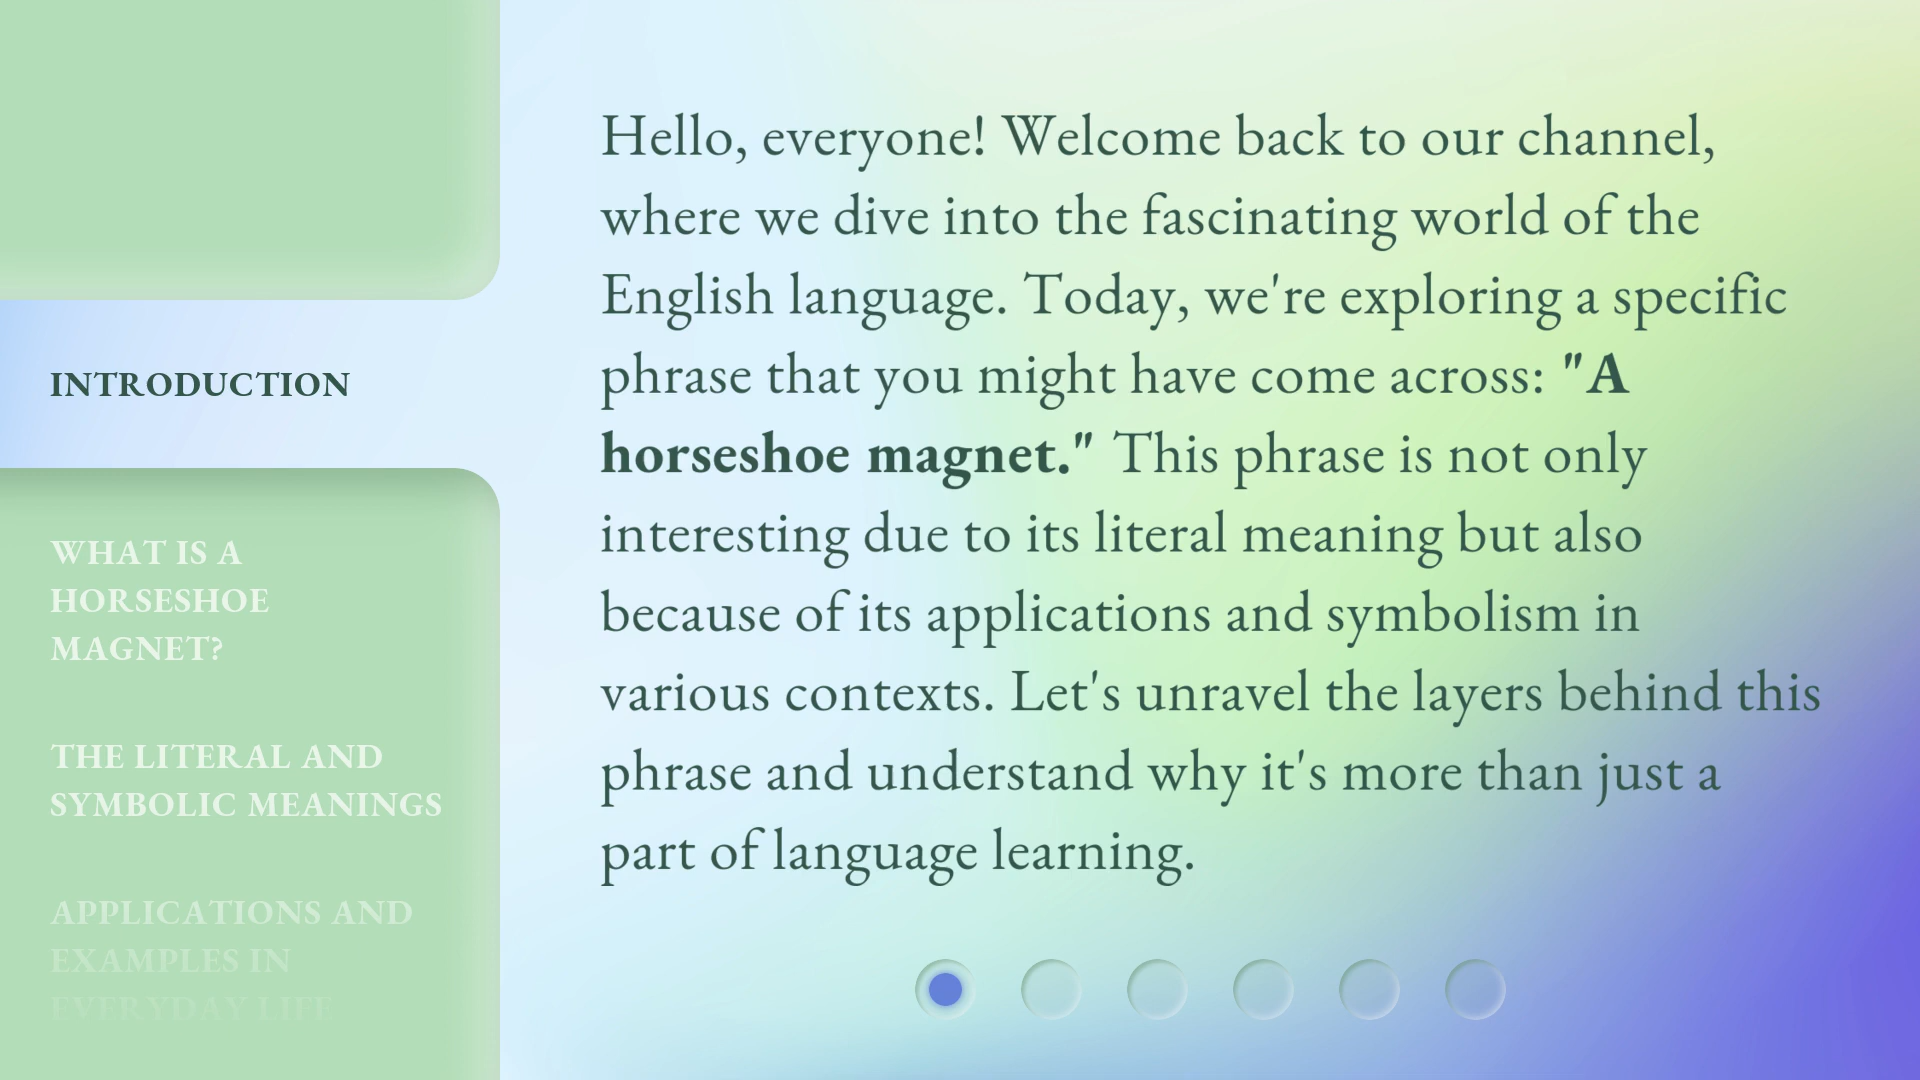 INTRODUCTION
WHAT IS A
HORSESHOE
MAGNET?
THE LITERAL AND
SYMBOLIC MEANINGS
APPLICATIONS AND
EXAMPLES IN
EVERYDAY LIFE
Hello, everyone! Welcome back to our channel,
where we dive into the fascinating world of the
English language. Today, we're exploring a specific
phrase that you might have come across: "A
horseshoe magnet." This phrase is not only
interesting due to its literal meaning but also
because of its applications and symbolism in
various contexts. Let's unravel the layers behind this
phrase and understand why it's more than just a
part of language learning.